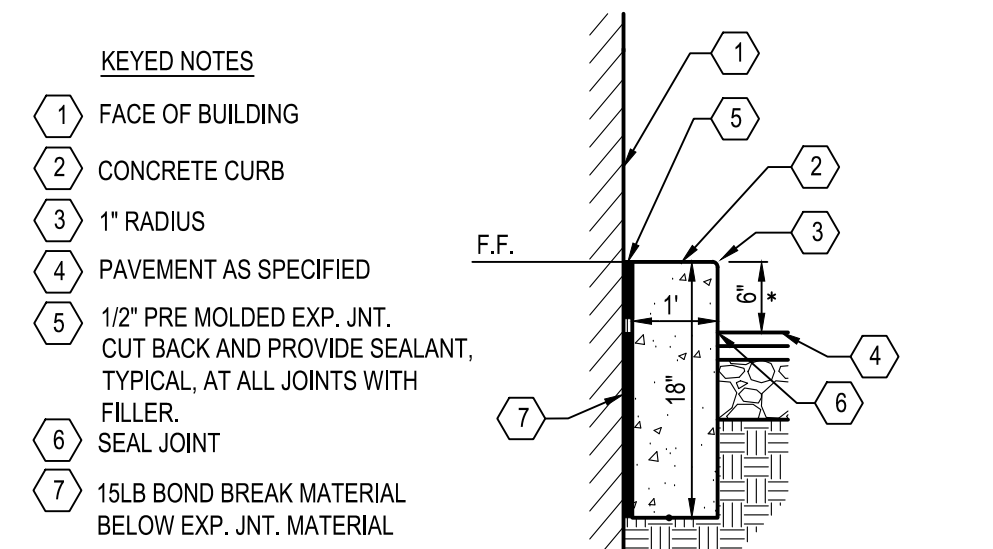 KEYED NOTES
1 FACE OF BUILDING
2 CONCRETE CURB
3 1" RADIUS
4 PAVEMENT AS SPECIFIED
5 1/2" PRE MOLDED EXP. JNT.
CUT BACK AND PROVIDE SEALANT,
TYPICAL, AT ALL JOINTS WITH
FILLER.
6 SEAL JOINT
7 15LB BOND BREAK MATERIAL
BELOW EXP. JNT. MATERIAL
1
5
2
3
F.F.
6" *
1'
4
18"
6
7